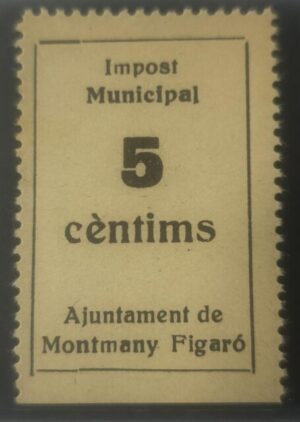 Impost
Municipal
5
cèntims
Ajuntament de
Montmany Figaró